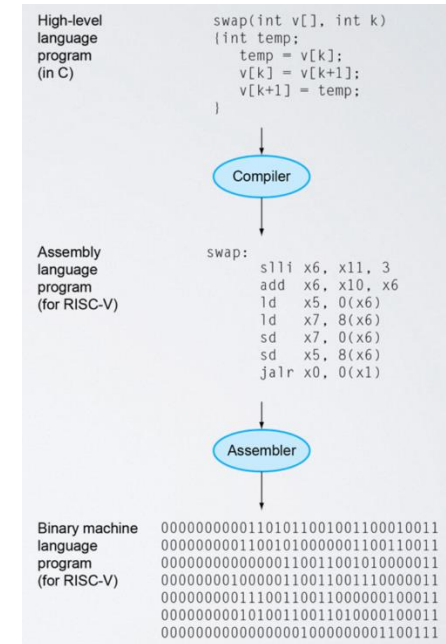 High-level
language
program
(in C)
swap(int v[], int k)
{int temp;
temp = v[k];
v[k] = v[k+1];
v[k+1] = temp;
}
Compiler
Assembly
language
program
(for RISC-V)
swap:
slli x6, x11, 3
add x6, x10, x6
ld x5, 0(x6)
ld x7, 8(x6)
sd x7, 0(x6)
sd x5, 8(x6)
jalr x0, 0(x1)
Assembler
Binary machine
language
program
(for RISC-V)
00000000001101011001001100010011
00000000011001010000001100110011
00000000000000110011001010000011
00000000100000110011001110000011
00000000011100110011000000100011
00000000010100110011010000100011
00000000000000001000000001100111